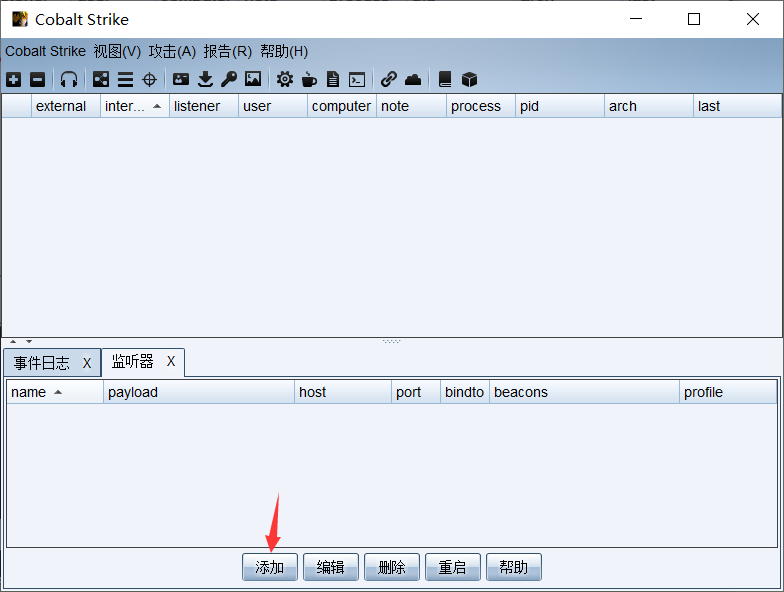 Cobalt Strike
Cobalt Strike 视图(V) 攻击(A) 报告(R) 帮助(H)
external inter... listener user computer note process pid arch last
事件日志 X 监听器 X
name payload host port bindto beacons profile
添加 编辑 删除 重启 帮助